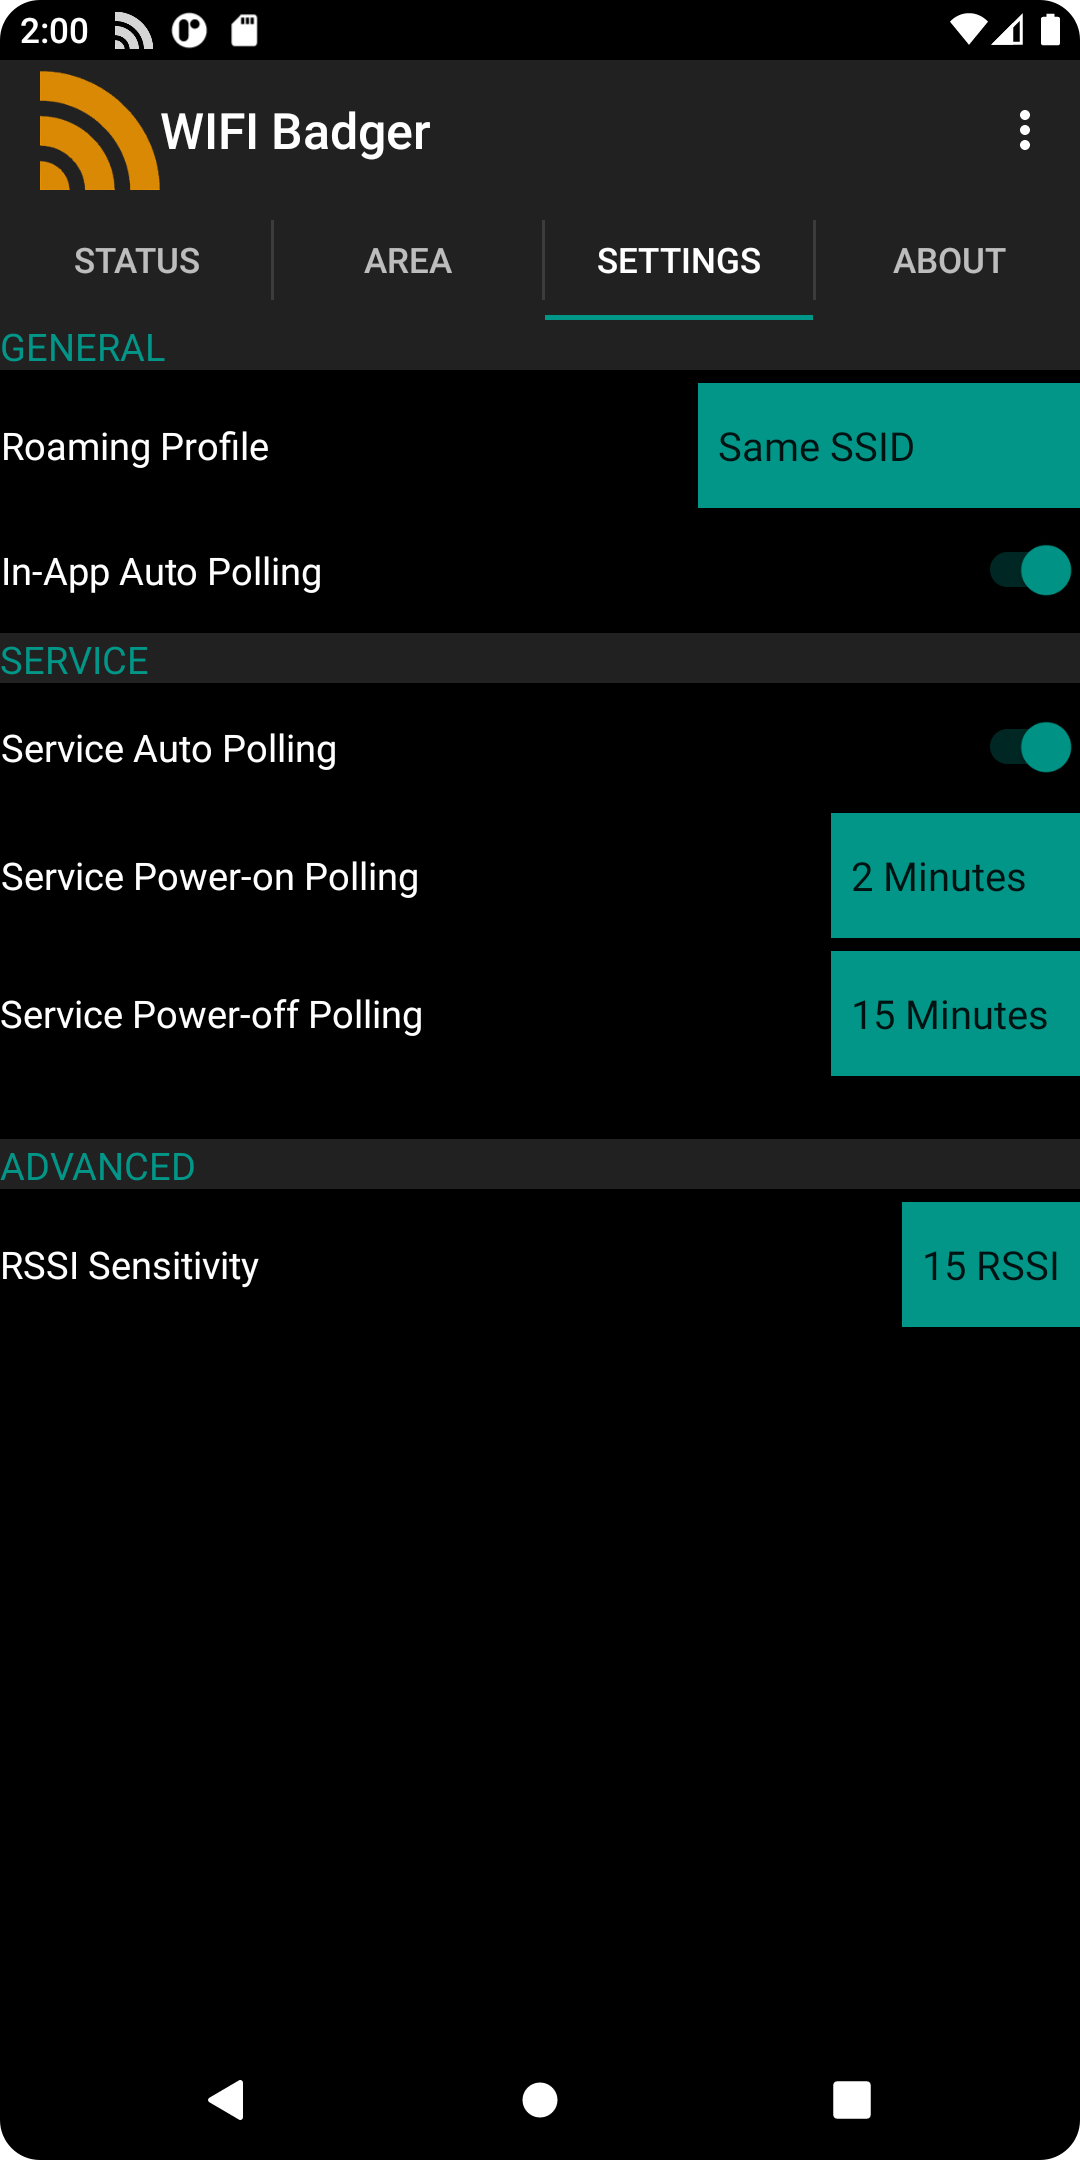 2:00
WIFI Badger
STATUS AREA SETTINGS ABOUT
GENERAL
Roaming Profile Same SSID
In-App Auto Polling
SERVICE
Service Auto Polling
Service Power-on Polling 2 Minutes
Service Power-off Polling 15 Minutes
ADVANCED
RSSI Sensitivity 15 RSSI